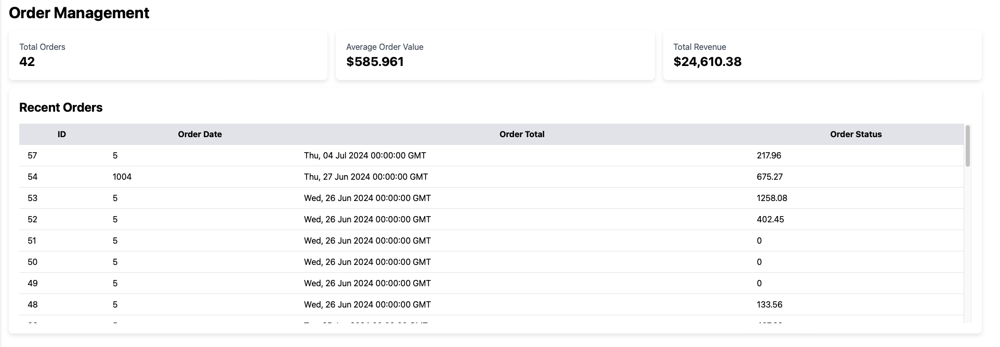 Order Management
Total Orders
42
Average Order Value
$585.961
Total Revenue
$24,610.38
Recent Orders
ID Order Date Order Total Order Status
57 5 Thu, 04 Jul 2024 00:00:00 GMT 217.96
54 1004 Thu, 27 Jun 2024 00:00:00 GMT 675.27
53 5 Wed, 26 Jun 2024 00:00:00 GMT 1258.08
52 5 Wed, 26 Jun 2024 00:00:00 GMT 402.45
51 5 Wed, 26 Jun 2024 00:00:00 GMT 0
50 5 Wed, 26 Jun 2024 00:00:00 GMT 0
49 5 Wed, 26 Jun 2024 00:00:00 GMT 0
48 5 Wed, 26 Jun 2024 00:00:00 GMT 133.56